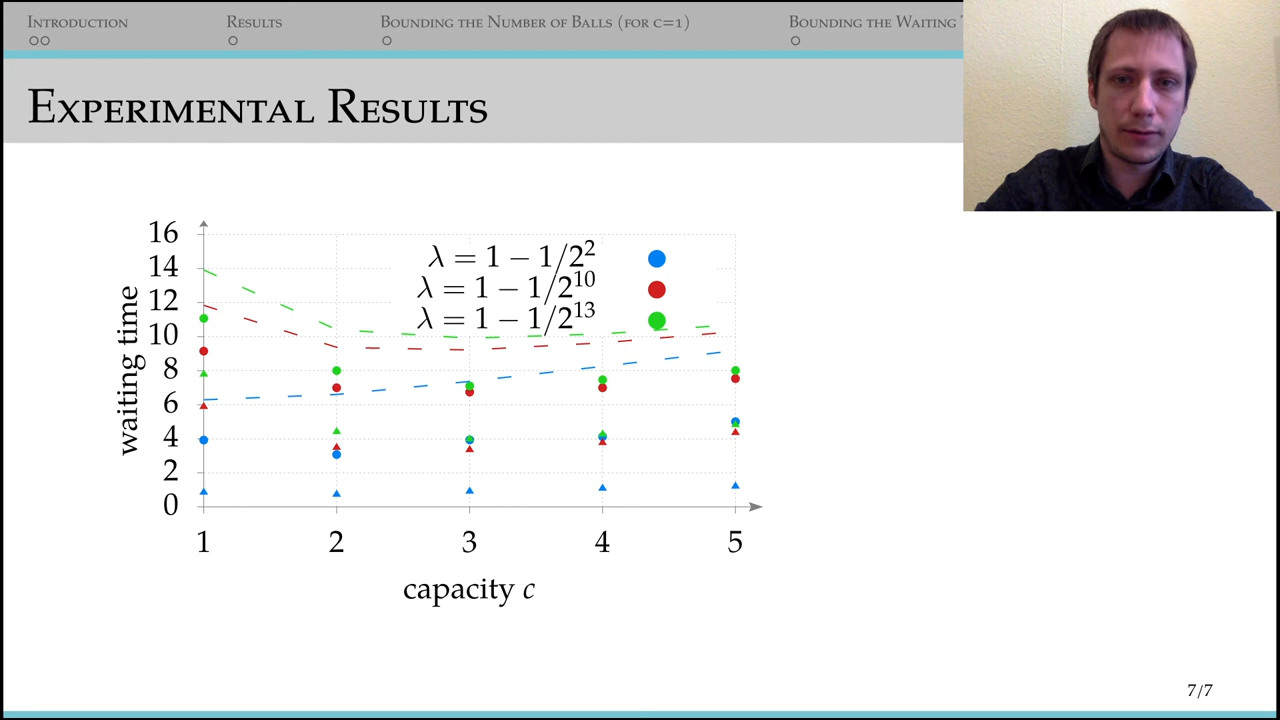 INTRODUCTION
RESULTS
BOUNDING THE NUMBER OF BALLS (FOR C=1)
BOUNDING THE WAITING
EXPERIMENTAL RESULTS
16
14
12
10
8
6
4
2
0
waiting time
λ = 1 − 1/2^2
λ = 1 − 1/2^10
λ = 1 − 1/2^13
1 2 3 4 5
capacity c
7/7